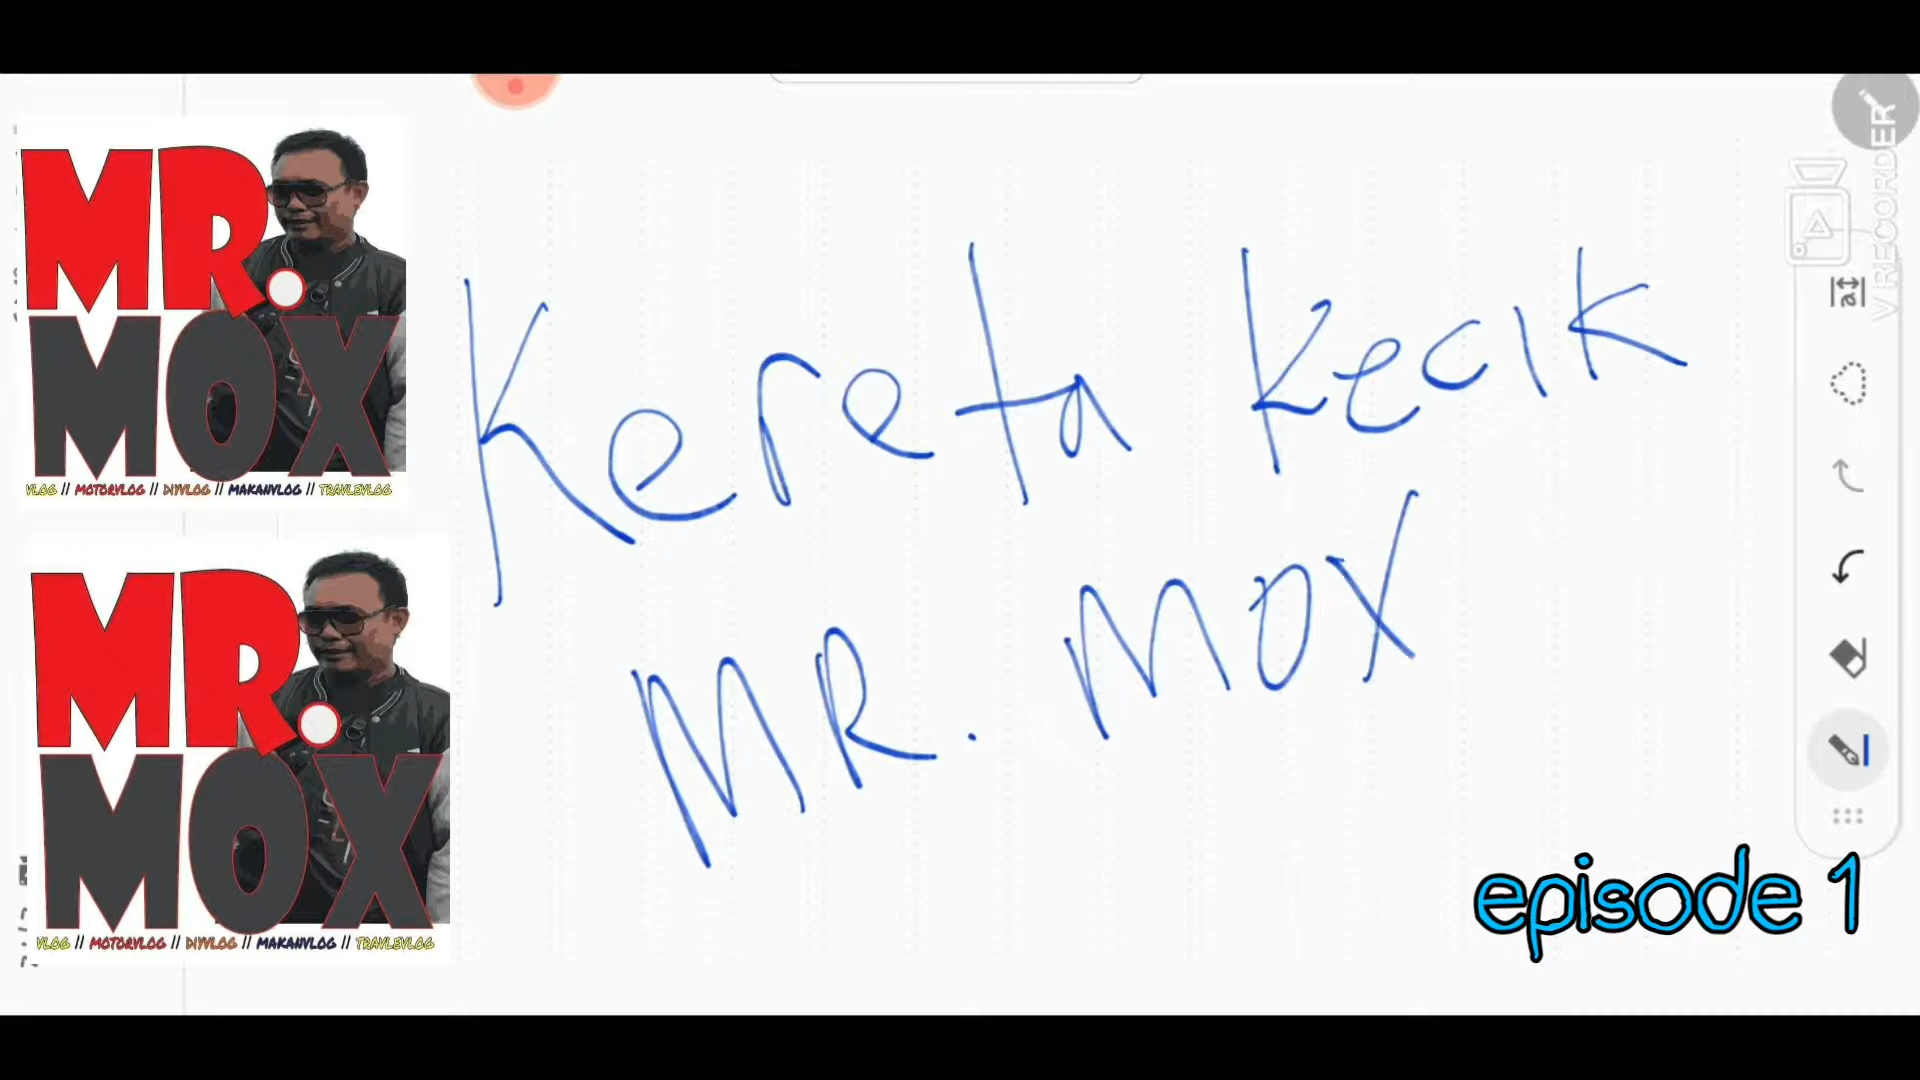 MR.
MOX
VLOG // MOTORVLOG // DIYVLOG // MAKANVLOG // TRAVLEVLOG
MR.
MOX
VLOG // MOTORVLOG // DIYVLOG // MAKANVLOG // TRAVLEVLOG
Kereta Kecik
MR. MOX
episode 1
V RECORDER
a